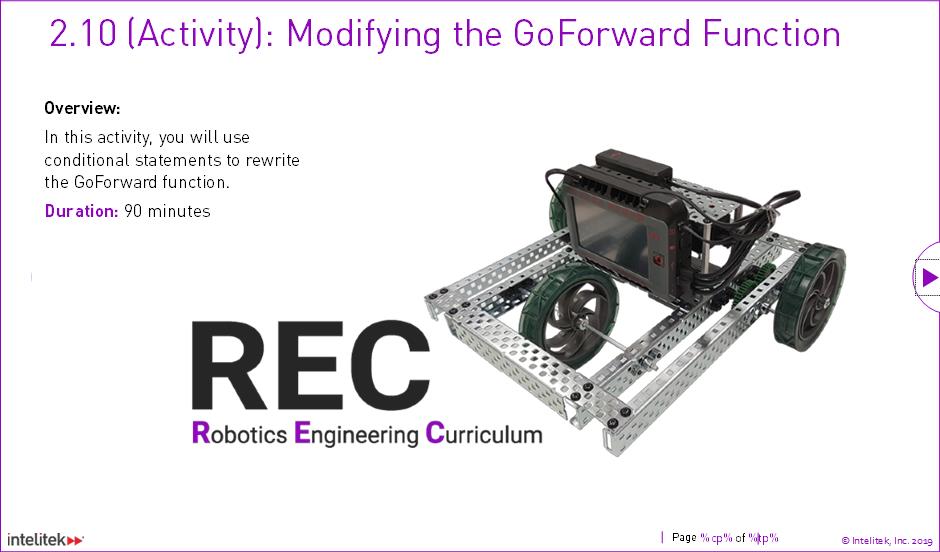 2.10 (Activity): Modifying the GoForward Function
Overview:
In this activity, you will use
conditional statements to rewrite
the GoForward function.
Duration: 90 minutes
REC
Robotics Engineering Curriculum
intelitek
Page %cp% of %tp%
© Intelitek, Inc. 2019